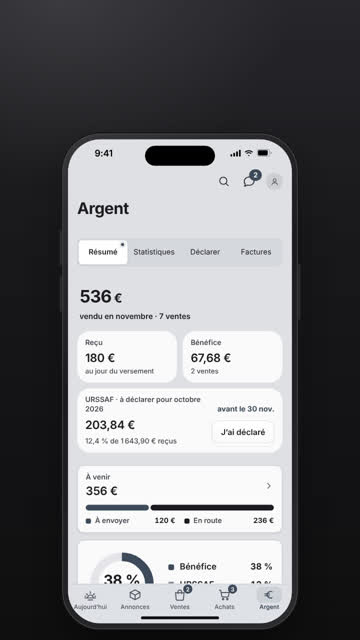 9:41
2
Argent
Résumé Statistiques Déclarer Factures
536 €
vendu en novembre · 7 ventes
Reçu
180 €
au jour du versement
Bénéfice
67,68 €
2 ventes
URSSAF · à déclarer pour octobre
2026
avant le 30 nov.
203,84 €
12,4 % de 1 643,90 € reçus
J'ai déclaré
À venir
356 €
À envoyer 120 € En route 236 €
38 %
Bénéfice 38 %
2 3
Aujourd'hui Annonces Ventes Achats Argent